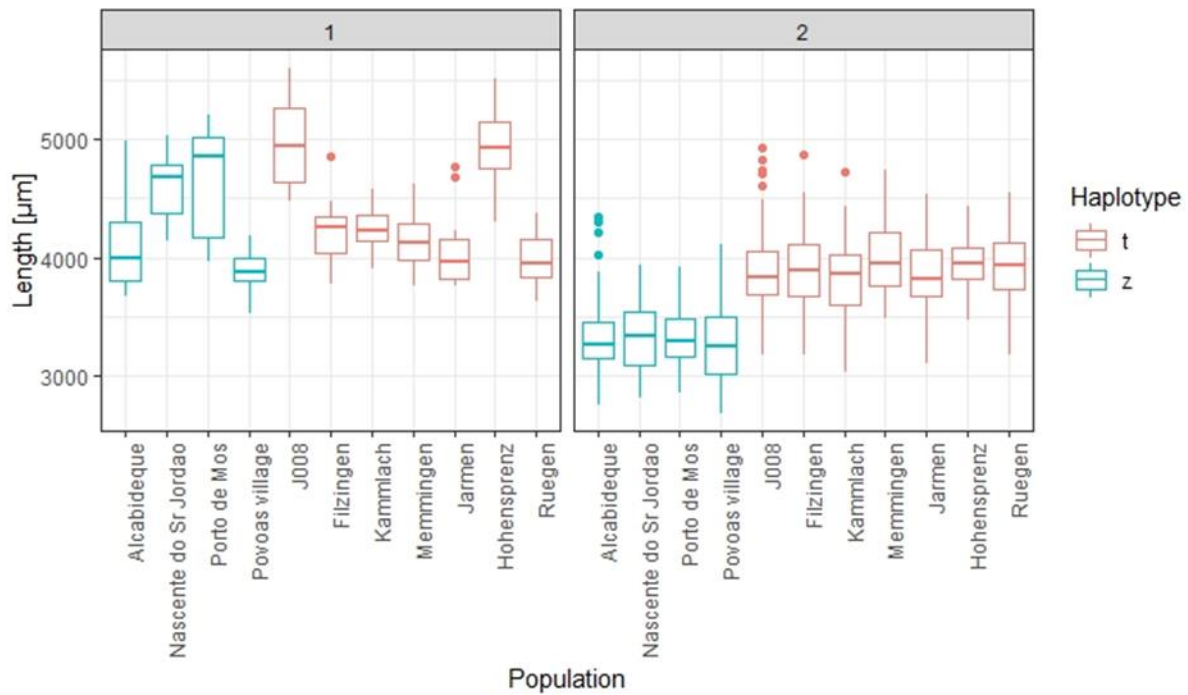 1
2
Length [µm]
5000
4000
3000
Alcabideque
Nascente do Sr Jordao
Porto de Mos
Povoas village
J008
Filzingen
Kammlach
Memmingen
Jarmen
Hohensprenz
Ruegen
Alcabideque
Nascente do Sr Jordao
Porto de Mos
Povoas village
J008
Filzingen
Kammlach
Memmingen
Jarmen
Hohensprenz
Ruegen
Population
Haplotype
t
z